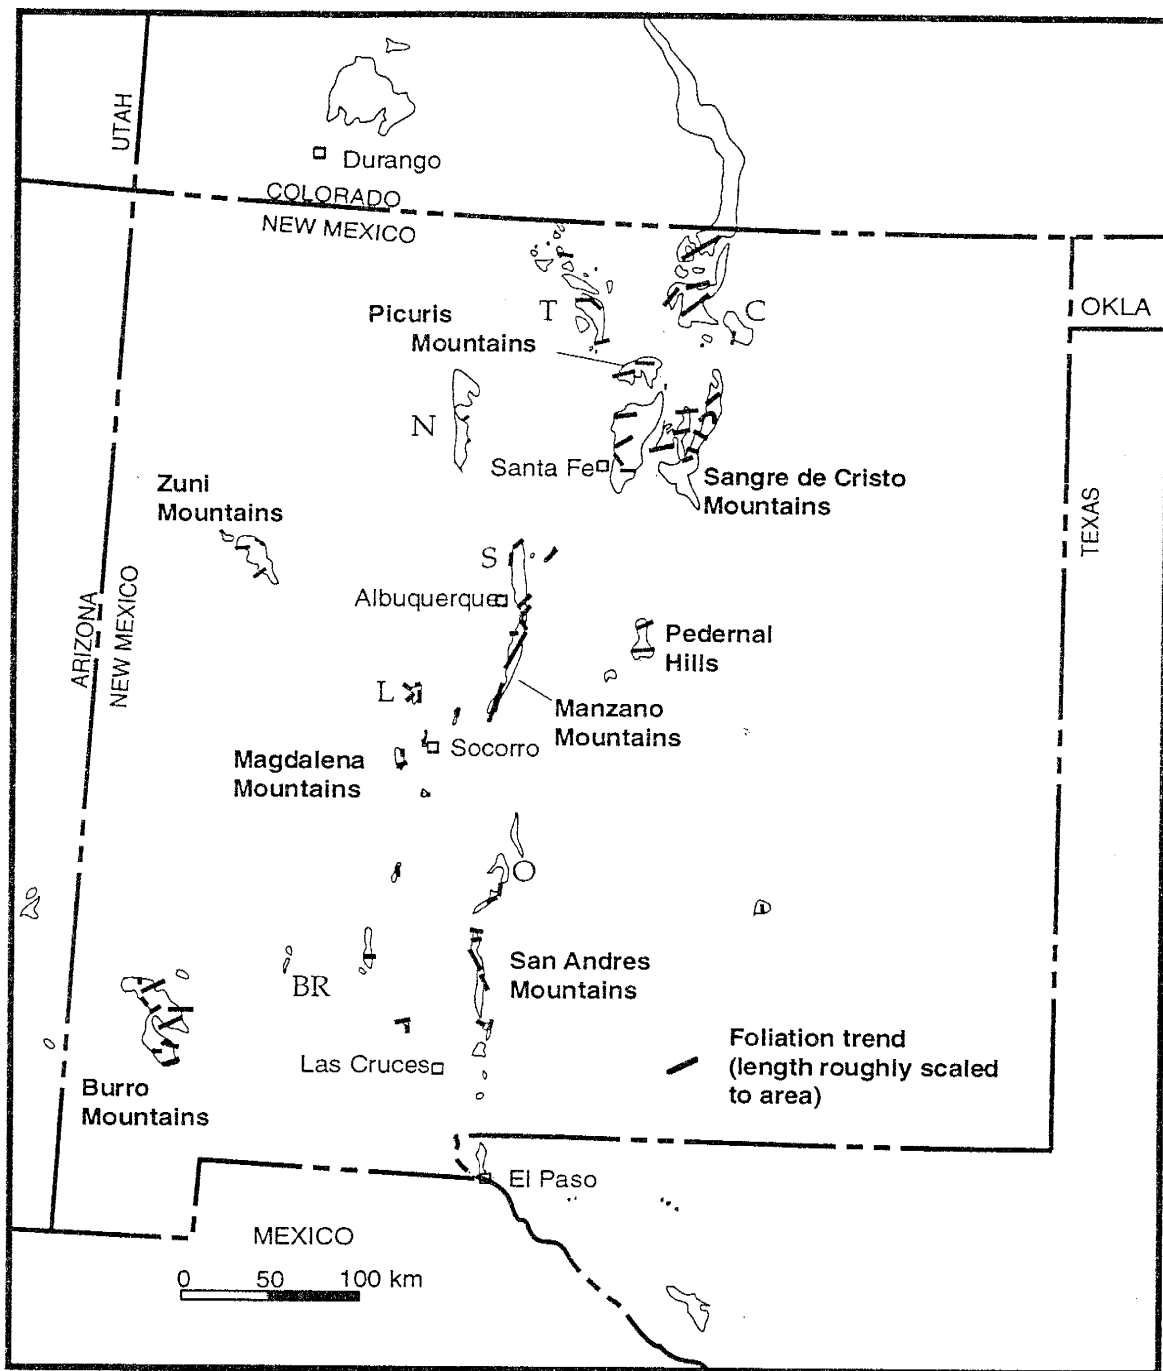 UTAH
Durango
COLORADO
NEW MEXICO
OKLA
T
C
Picuris
Mountains
N
Santa Fe
Sangre de Cristo
Mountains
TEXAS
Zuni
Mountains
S
Albuquerque
ARIZONA
NEW MEXICO
Pedernal
Hills
L
Manzano
Mountains
Socorro
Magdalena
Mountains
San Andres
Mountains
BR
Foliation trend
(length roughly scaled
to area)
Las Cruces
Burro
Mountains
El Paso
MEXICO
0 50 100 km